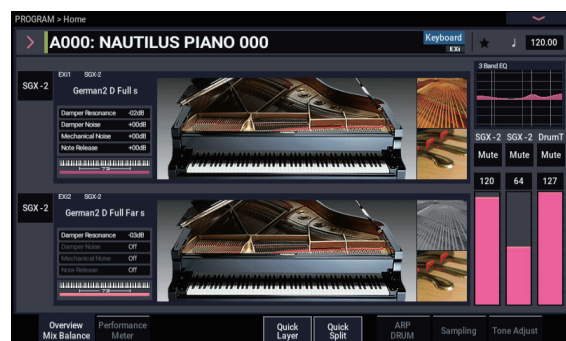 PROGRAM > Home
A000: NAUTILUS PIANO 000
Keyboard
EXi
♩ 120.00
EXi1 SGX-2
SGX-2
German2 D Full s
Damper Resonance -02dB
Damper Noise +00dB
Mechanical Noise +00dB
Note Release +00dB
73
3 Band EQ
SGX-2 SGX-2 DrumT
Mute Mute Mute
120 64 127
EXi2 SGX-2
SGX-2
German2 D Full Far s
Damper Resonance -03dB
Damper Noise Off
Mechanical Noise Off
Note Release Off
73
Overview
Mix Balance
Performance
Meter
Quick
Layer
Quick
Split
ARP
DRUM
Sampling
Tone Adjust